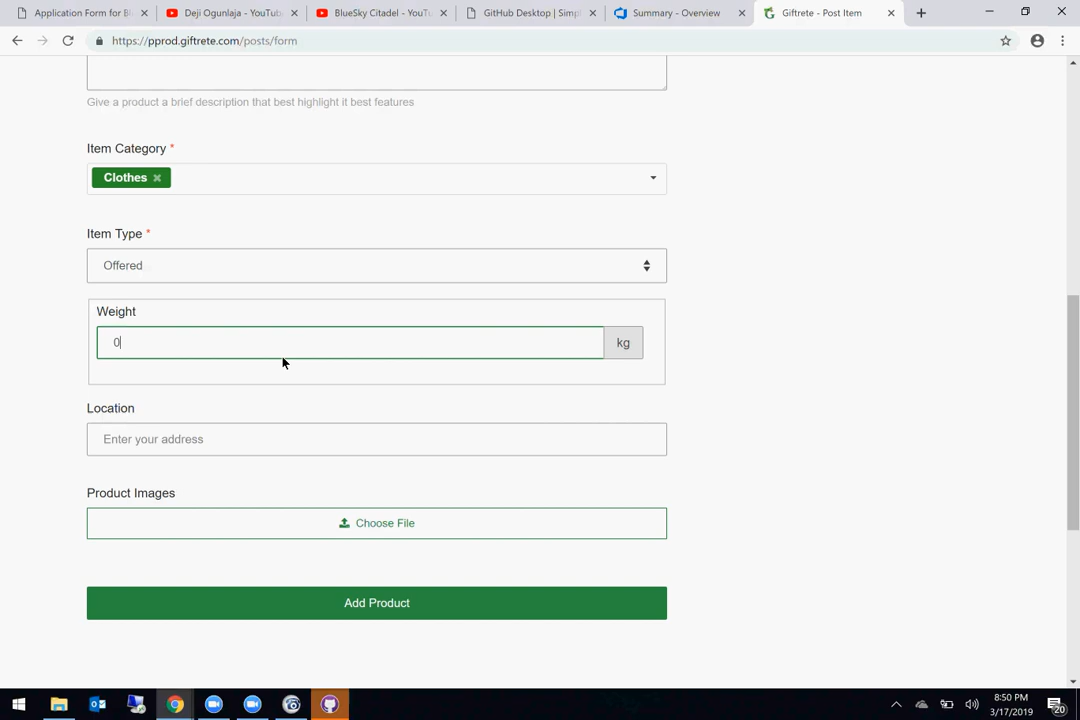 Application Form for Bl
Deji Ogunlaja - YouTub
BlueSky Citadel - YouTu
GitHub Desktop | Simpl
Summary - Overview
Giftrete - Post Item
https://pprod.giftrete.com/posts/form
Give a product a brief description that best highlight it best features
Item Category *
Clothes ×
Item Type *
Offered
Weight
0
kg
Location
Enter your address
Product Images
Choose File
Add Product
8:50 PM
3/17/2019
20